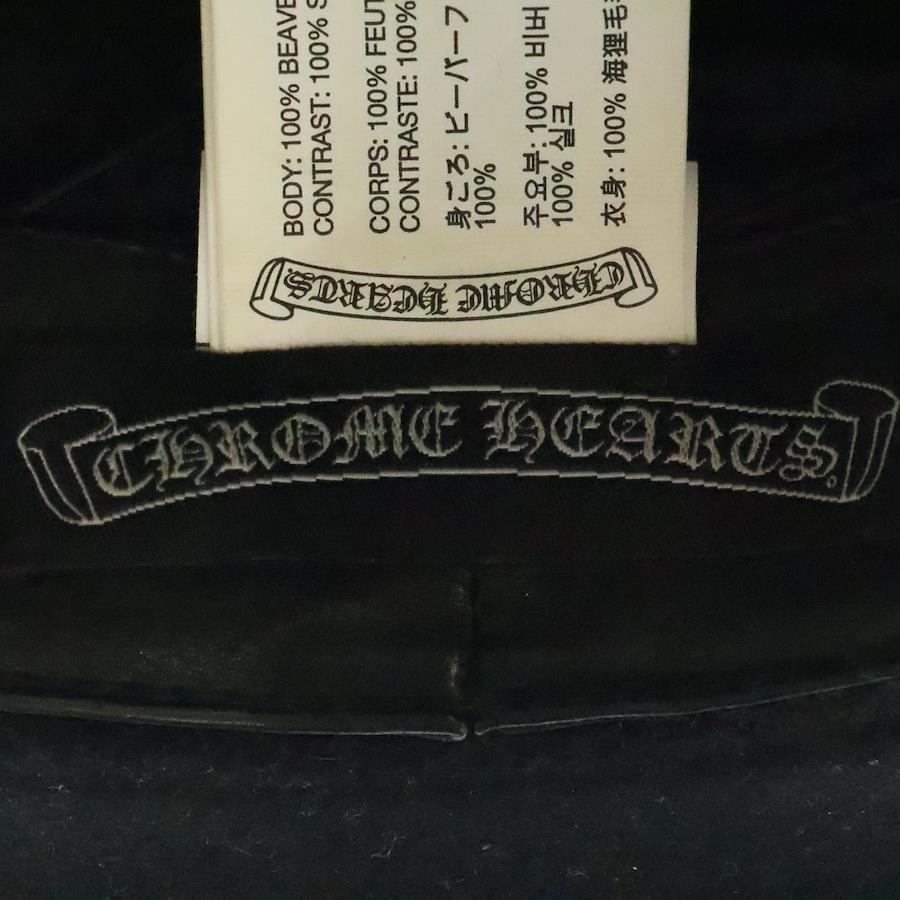 BODY: 100% BEAVE
CONTRAST: 100% S
CORPS: 100% FEUT
CONTRASTE: 100%
身ごろ: ビーバーフ
100%
주요부: 100% 비버
100% 실크
衣身: 100% 海狸毛
CHROME HEARTS
CHROME HEARTS.